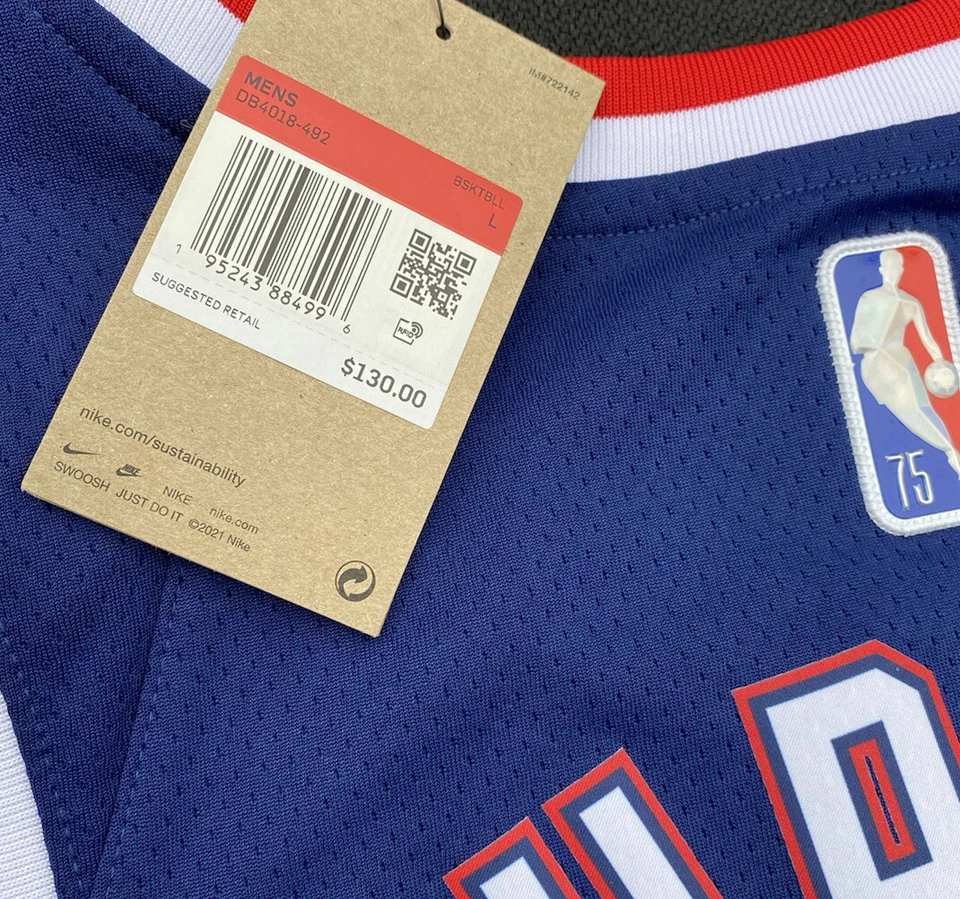 IM#722142
MENS
DB4018-492
BSKTBLL
L
1 95243 88499 6
RFID
SUGGESTED RETAIL
$130.00
nike.com/sustainability
SWOOSH JUST DO IT NIKE nike.com
©2021 Nike
75